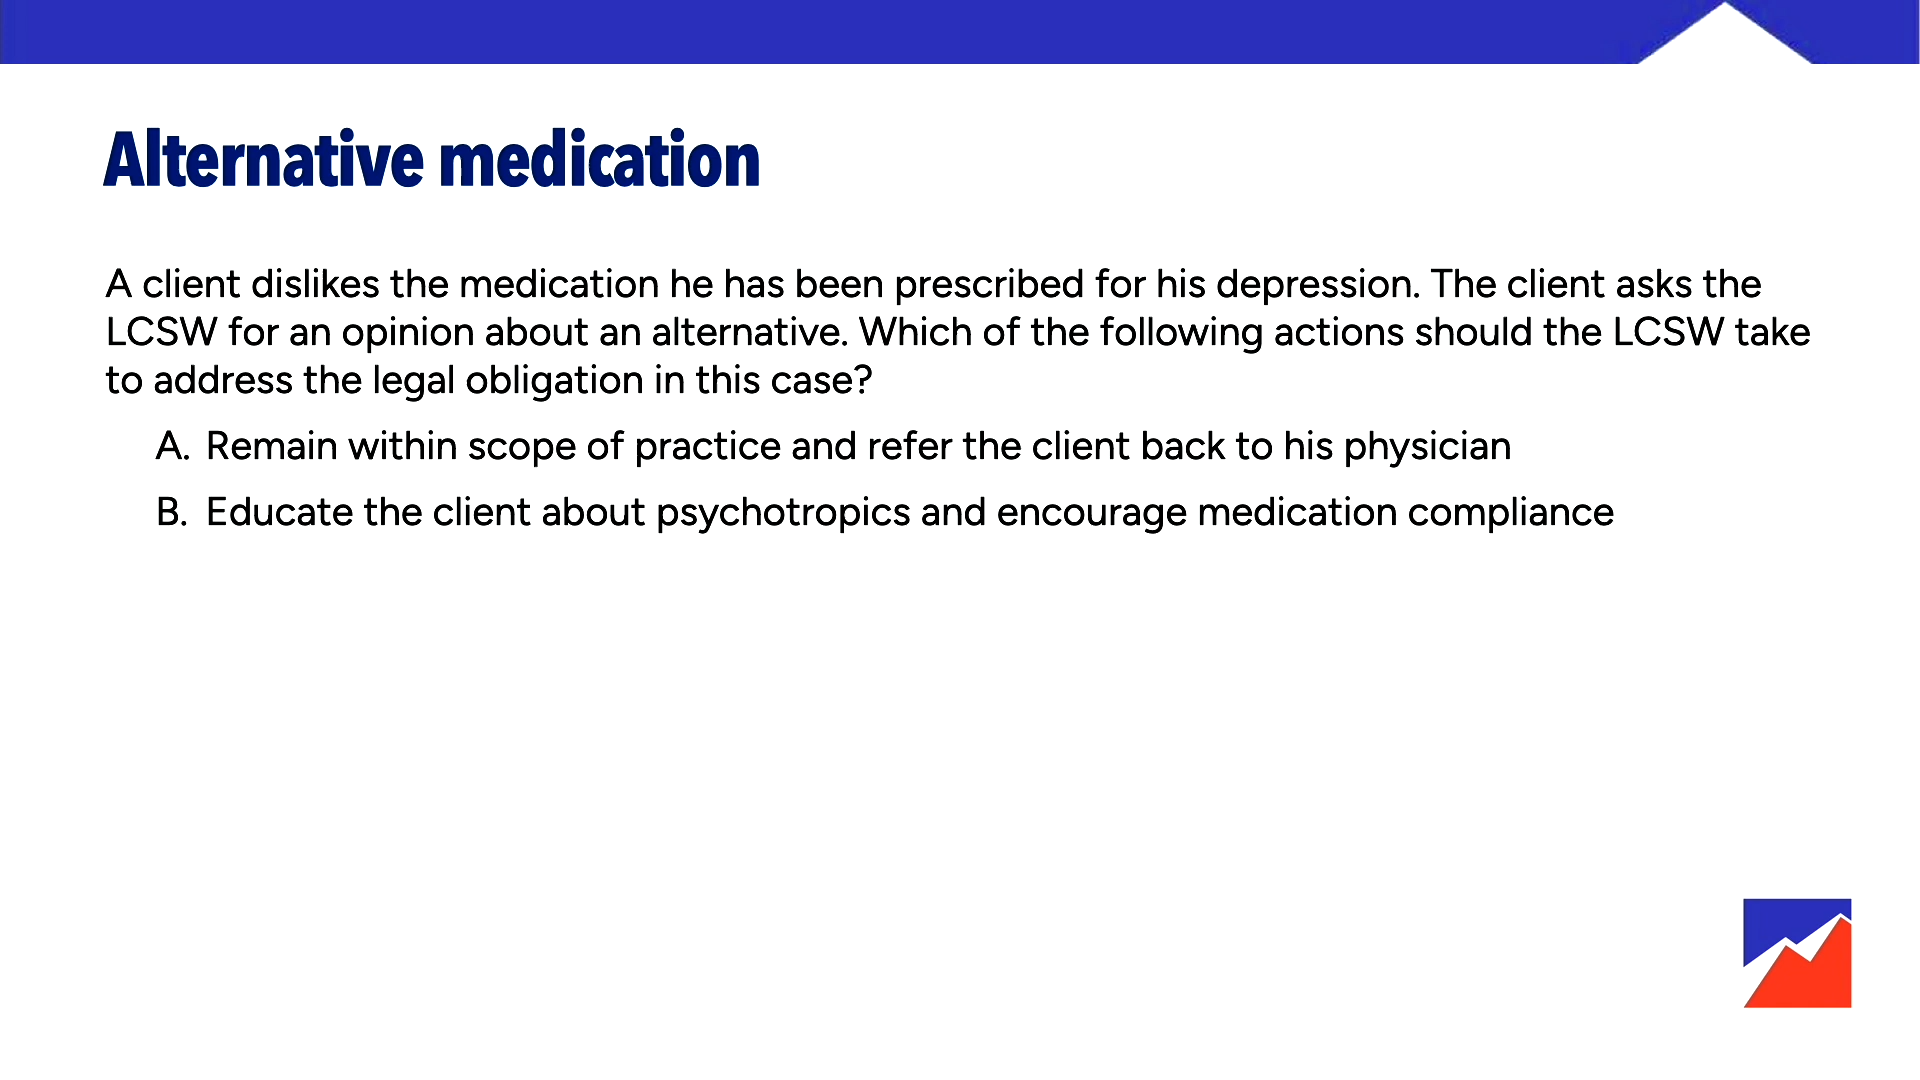 Alternative medication
A client dislikes the medication he has been prescribed for his depression. The client asks the
LCSW for an opinion about an alternative. Which of the following actions should the LCSW take
to address the legal obligation in this case?
A. Remain within scope of practice and refer the client back to his physician
B. Educate the client about psychotropics and encourage medication compliance